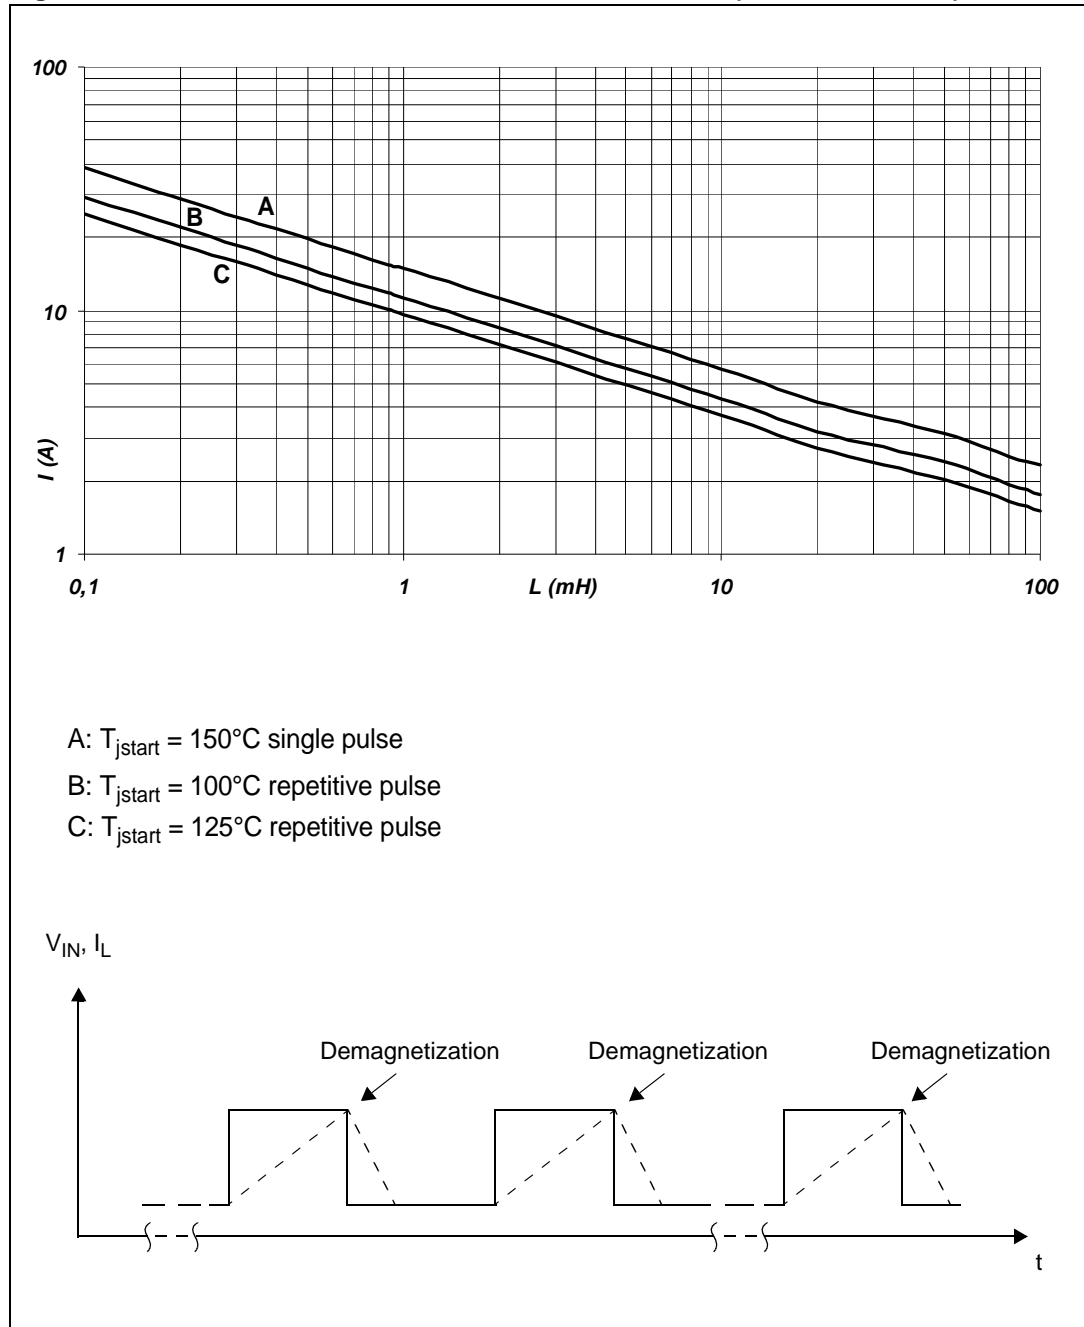 100
A
B
C
10
I (A)
1
0,1
1
L (mH)
10
100
A: Tjstart = 150°C single pulse
B: Tjstart = 100°C repetitive pulse
C: Tjstart = 125°C repetitive pulse
VIN, IL
Demagnetization
Demagnetization
Demagnetization
t